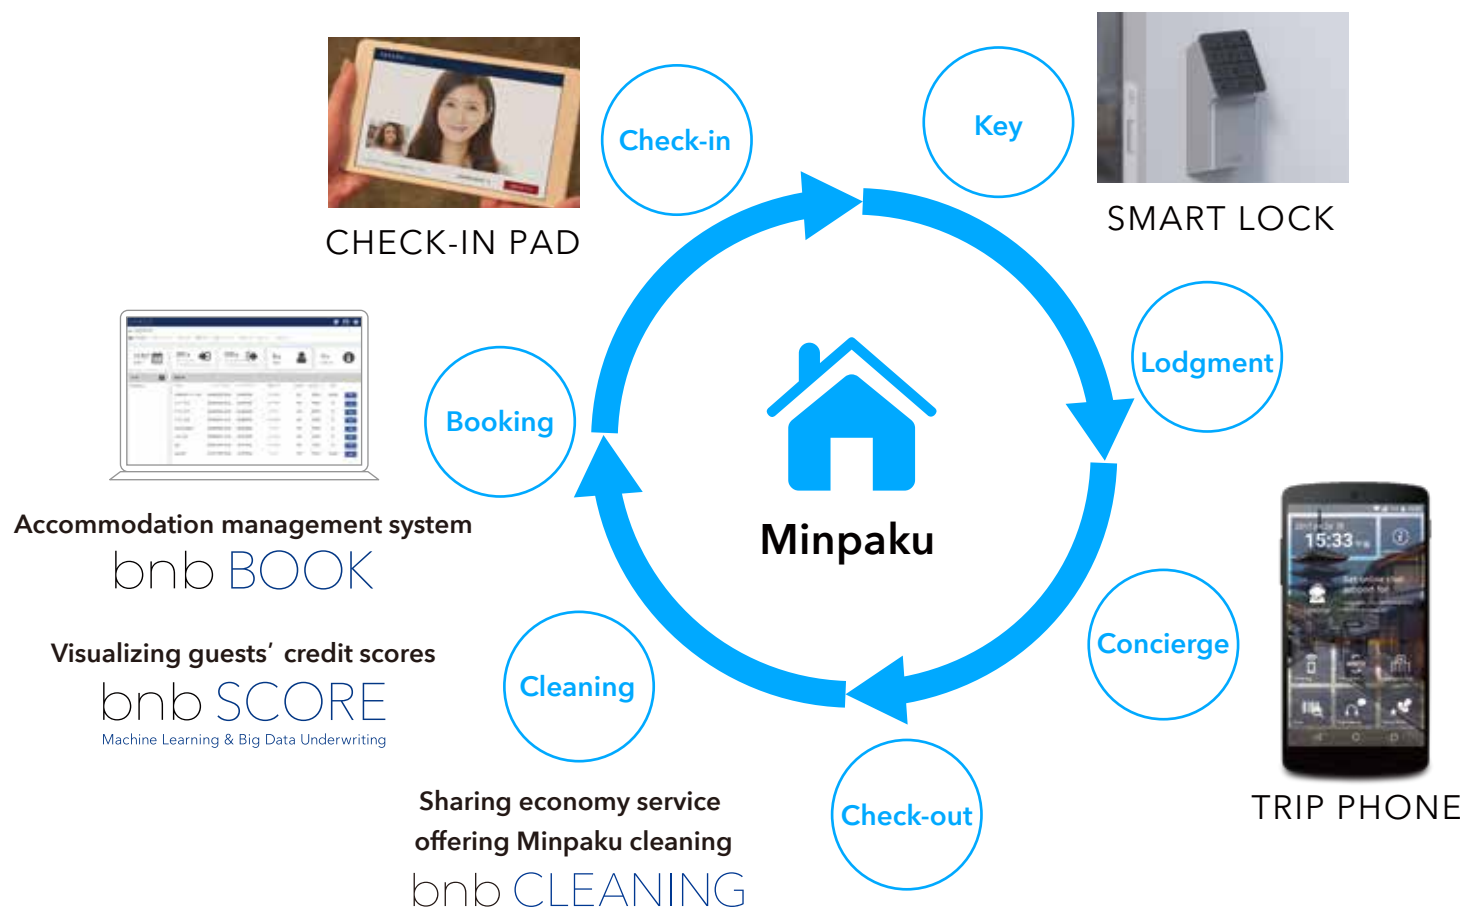 Check-in
Key
CHECK-IN PAD
SMART LOCK
Lodgment
Booking
Minpaku
Accommodation management system
bnb BOOK
15:33
Visualizing guests’ credit scores
bnb SCORE
Machine Learning & Big Data Underwriting
Cleaning
Concierge
Check-out
TRIP PHONE
Sharing economy service
offering Minpaku cleaning
bnb CLEANING